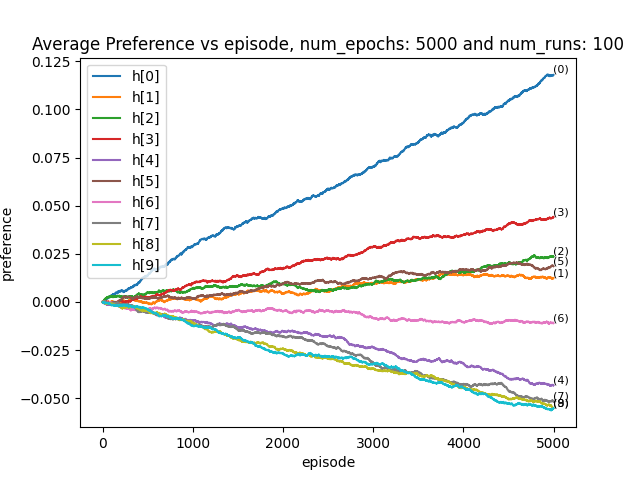 Average Preference vs episode, num_epochs: 5000 and num_runs: 100
0.125
0.100
0.075
0.050
0.025
0.000
−0.025
−0.050
preference
h[0]
h[1]
h[2]
h[3]
h[4]
h[5]
h[6]
h[7]
h[8]
h[9]
(0)
(3)
(2)
(5)
(1)
(6)
(4)
(7)
0
1000
2000
3000
4000
5000
episode